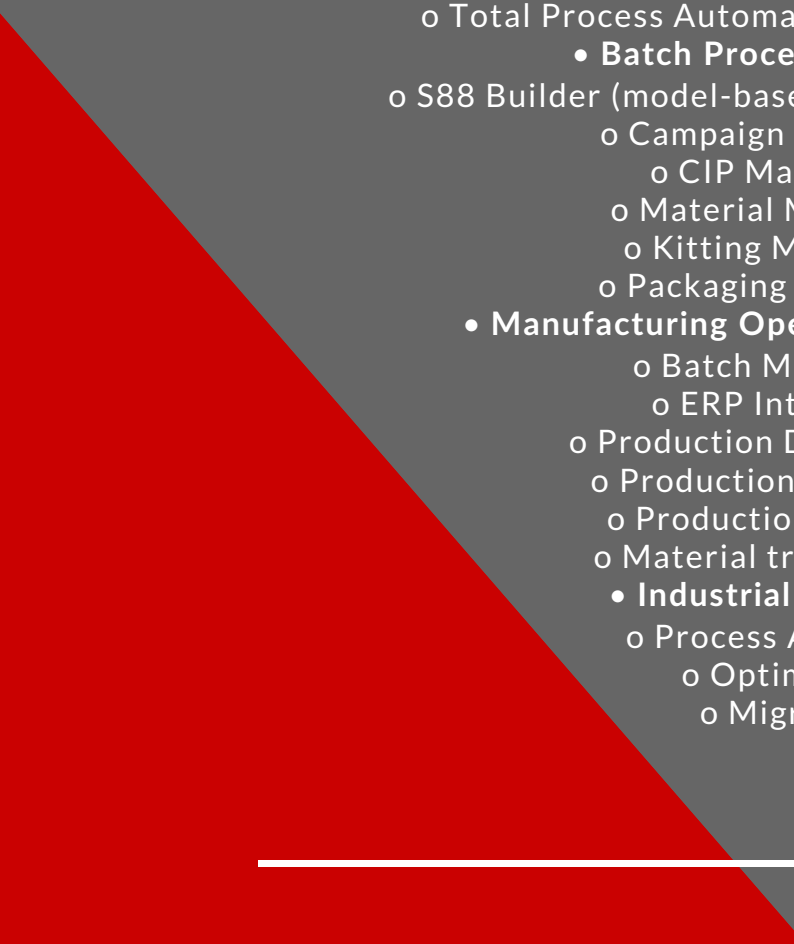 o Total Process Automa
• Batch Proce
o S88 Builder (model-base
o Campaign
o CIP Ma
o Material M
o Kitting M
o Packaging
• Manufacturing Ope
o Batch M
o ERP Int
o Production D
o Production
o Productio
o Material tr
• Industrial
o Process A
o Optim
o Migr